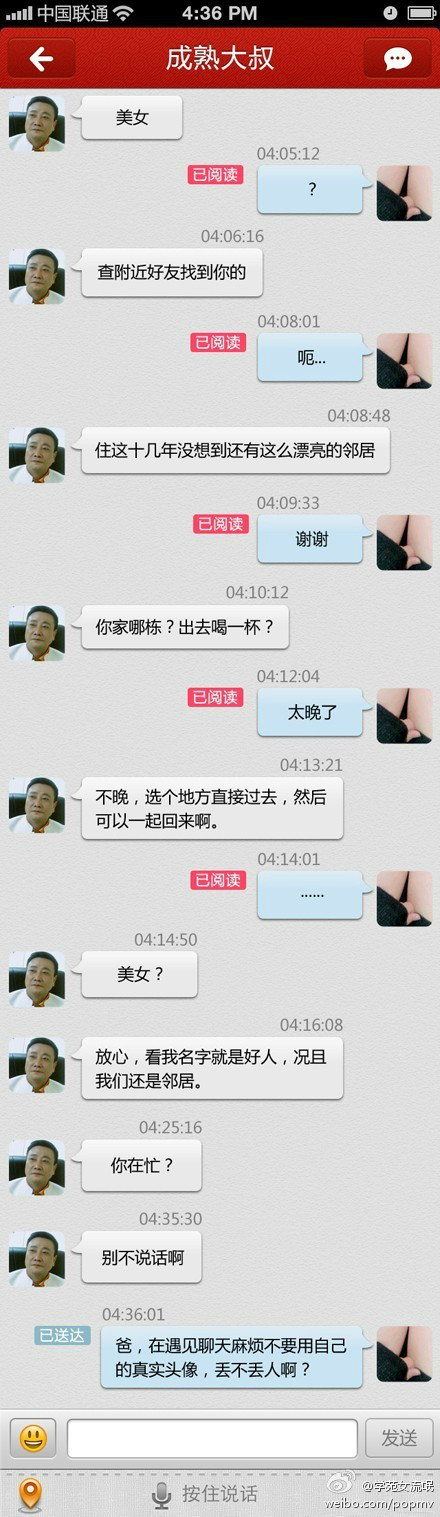 中国联通 4:36 PM
成熟大叔
美女
04:05:12
已阅读
?
04:06:16
查附近好友找到你的
04:08:01
已阅读
呃...
04:08:48
住这十几年没想到还有这么漂亮的邻居
04:09:33
已阅读
谢谢
04:10:12
你家哪栋？出去喝一杯？
04:12:04
已阅读
太晚了
04:13:21
不晚，选个地方直接过去，然后
可以一起回来啊。
04:14:01
已阅读
······
04:14:50
美女？
04:16:08
放心，看我名字就是好人，况且
我们还是邻居。
04:25:16
你在忙？
04:35:30
别不说话啊
04:36:01
已送达
爸，在遇见聊天麻烦不要用自己
的真实头像，丢不丢人啊？
发送
按住说话
@学苑女流氓
weibo.com/popmv